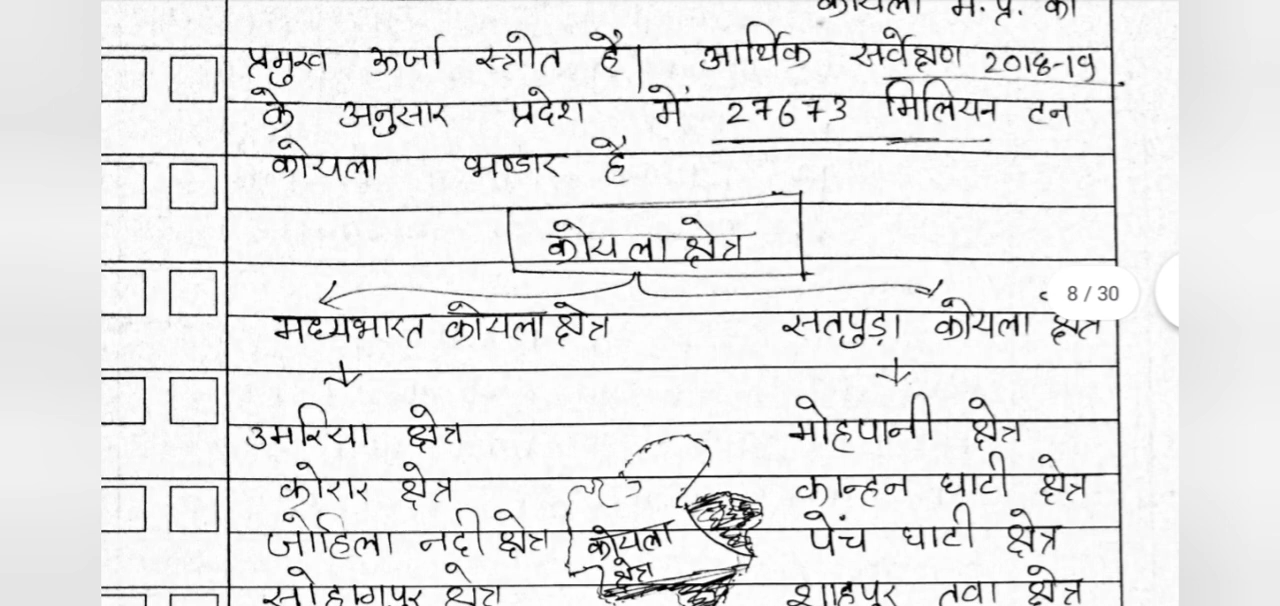 कोयला म. प्र. का
प्रमुख ऊर्जा स्त्रोत है। आर्थिक सर्वेक्षण 2018-19
के अनुसार प्रदेश में 27673 मिलियन टन
कोयला भण्डार है
कोयला क्षेत्र
8 / 30
मध्यभारत कोयला क्षेत्र सतपुड़ा कोयला क्षेत्र
उमरिया क्षेत्र मोहपानी क्षेत्र
कोरार क्षेत्र कान्हन घाटी क्षेत्र
जोहिला नदी क्षेत्र कोयला पेंच घाटी क्षेत्र
क्षेत्र
सोहागपुर क्षेत्र शाहपुर तवा क्षेत्र